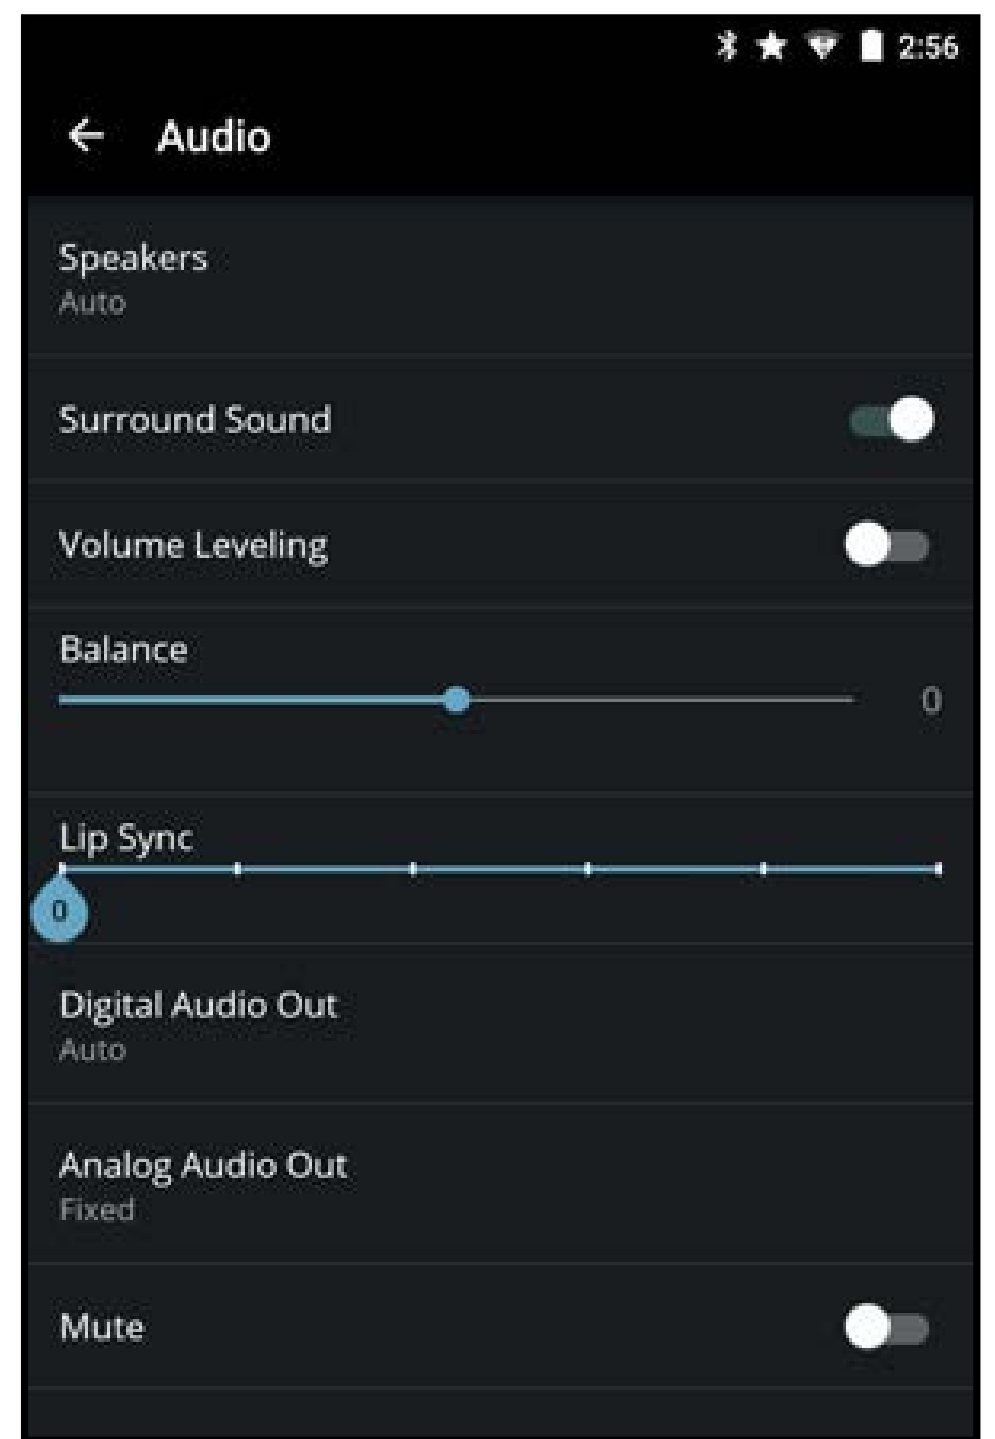 2:56
Audio
Speakers
Auto
Surround Sound
Volume Leveling
Balance
0
Lip Sync
0
Digital Audio Out
Auto
Analog Audio Out
Fixed
Mute